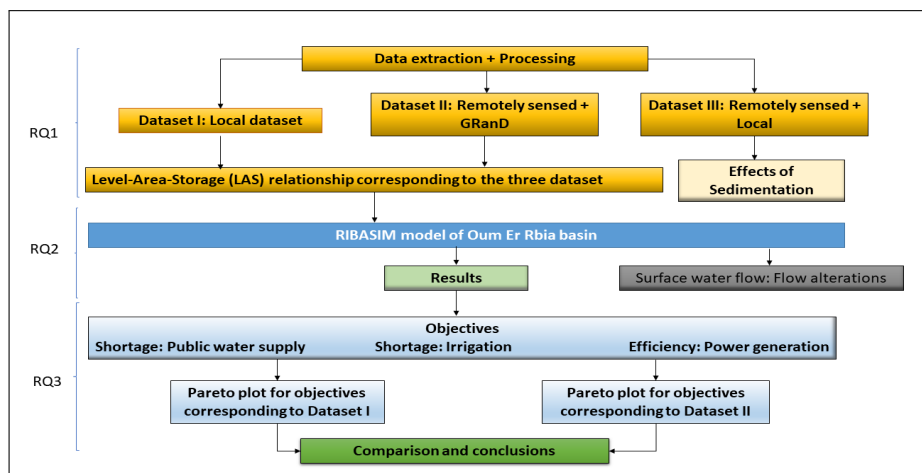 Data extraction + Processing
RQ1
Dataset I: Local dataset
Dataset II: Remotely sensed +
GRanD
Dataset III: Remotely sensed +
Local
Level-Area-Storage (LAS) relationship corresponding to the three dataset
Effects of
Sedimentation
RQ2
RIBASIM model of Oum Er Rbia basin
Results
Surface water flow: Flow alterations
RQ3
Objectives
Shortage: Public water supply Shortage: Irrigation Efficiency: Power generation
Pareto plot for objectives
corresponding to Dataset I
Pareto plot for objectives
corresponding to Dataset II
Comparison and conclusions